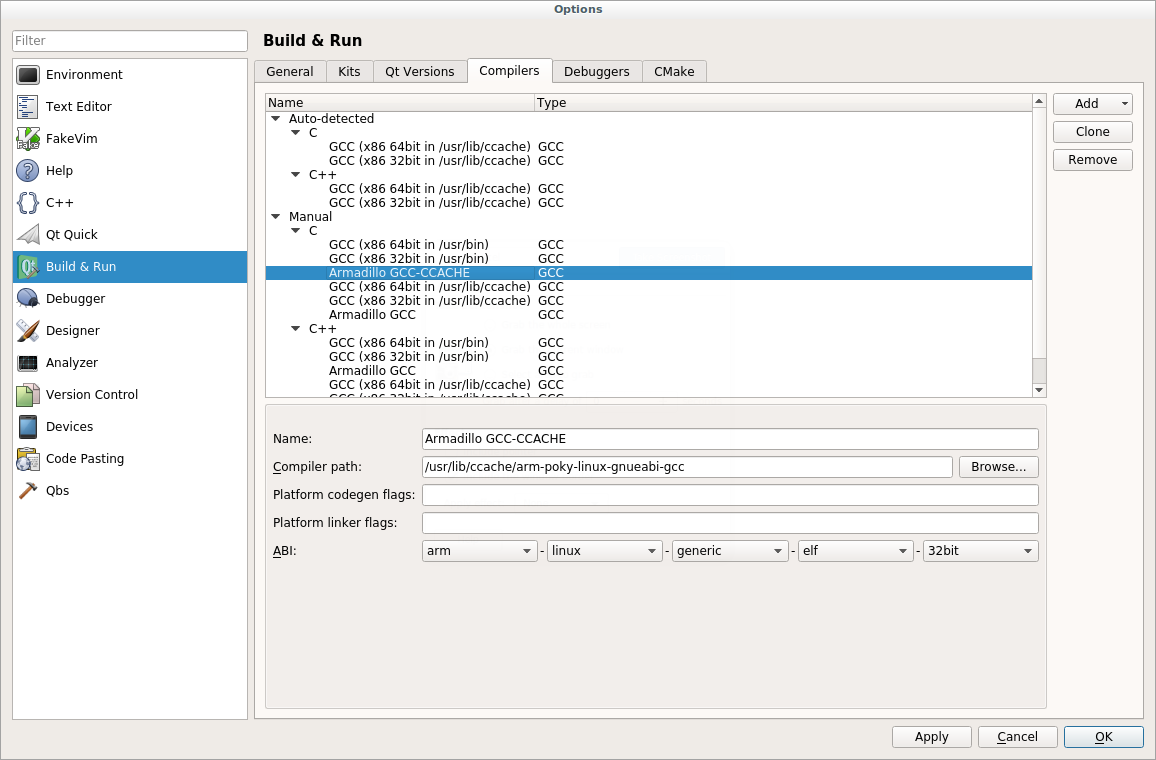 Options
Filter
Environment
Text Editor
FakeVim
Help
C++
Qt Quick
Build & Run
Debugger
Designer
Analyzer
Version Control
Devices
Code Pasting
Qbs
Build & Run
General Kits Qt Versions Compilers Debuggers CMake
Name Type
Auto-detected
C
GCC (x86 64bit in /usr/lib/ccache) GCC
GCC (x86 32bit in /usr/lib/ccache) GCC
C++
GCC (x86 64bit in /usr/lib/ccache) GCC
GCC (x86 32bit in /usr/lib/ccache) GCC
Manual
C
GCC (x86 64bit in /usr/bin) GCC
GCC (x86 32bit in /usr/bin) GCC
Armadillo GCC-CCACHE GCC
GCC (x86 64bit in /usr/lib/ccache) GCC
GCC (x86 32bit in /usr/lib/ccache) GCC
Armadillo GCC GCC
C++
GCC (x86 64bit in /usr/bin) GCC
GCC (x86 32bit in /usr/bin) GCC
Armadillo GCC GCC
GCC (x86 64bit in /usr/lib/ccache) GCC
GCC (x86 32bit in /usr/lib/ccache) GCC
Add
Clone
Remove
Name: Armadillo GCC-CCACHE
Compiler path: /usr/lib/ccache/arm-poky-linux-gnueabi-gcc Browse...
Platform codegen flags:
Platform linker flags:
ABI: arm - linux - generic - elf - 32bit
Apply Cancel OK